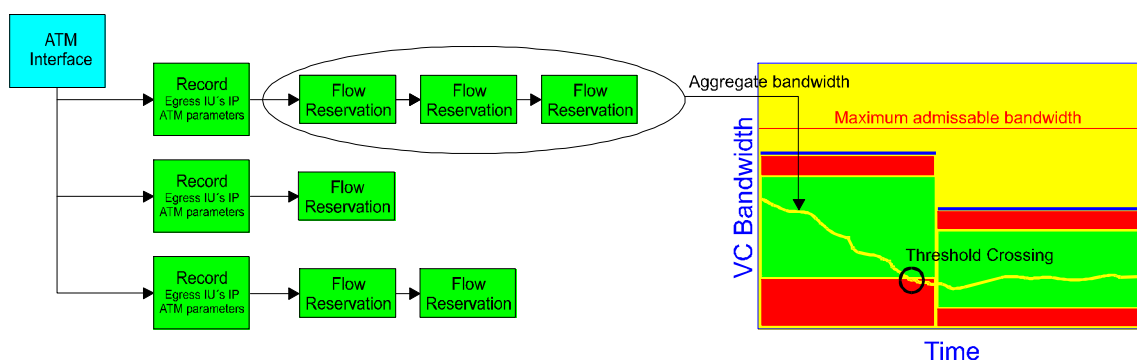 ATM
Interface
Record
Egress IU´s IP
ATM parameters
Flow
Reservation
Flow
Reservation
Flow
Reservation
Aggregate bandwidth
Record
Egress IU´s IP
ATM parameters
Flow
Reservation
Record
Egress IU´s IP
ATM parameters
Flow
Reservation
Flow
Reservation
VC Bandwidth
Maximum admissable bandwidth
Threshold Crossing
Time